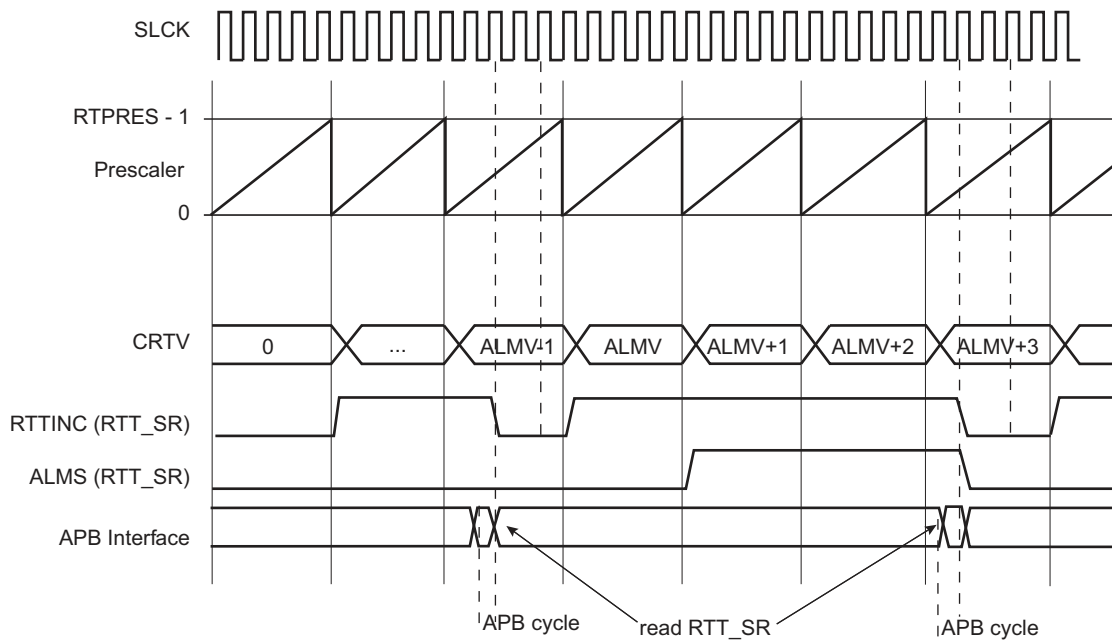 SLCK
RTPRES - 1
Prescaler
0
CRTV
0
...
ALMV-1
ALMV
ALMV+1
ALMV+2
ALMV+3
RTTINC (RTT_SR)
ALMS (RTT_SR)
APB Interface
APB cycle
read RTT_SR
APB cycle